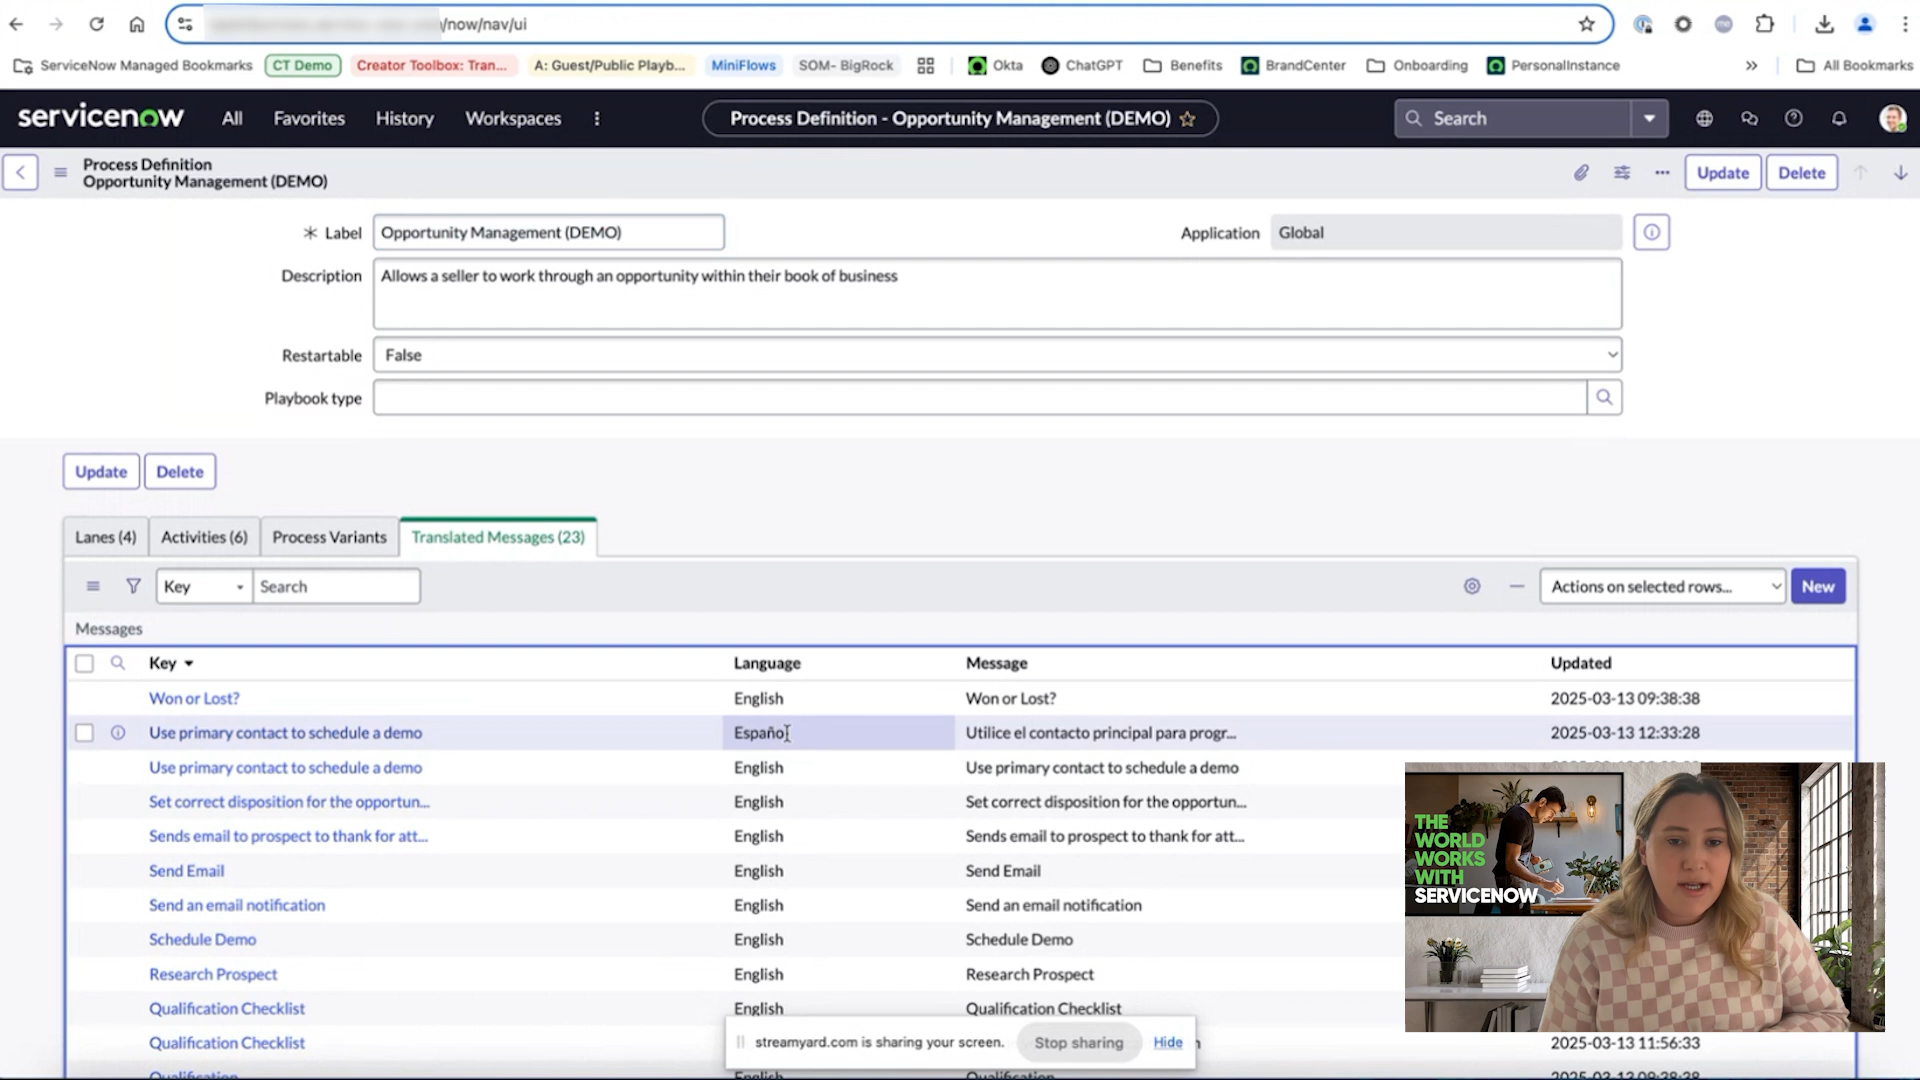 /now/nav/ui
ServiceNow Managed Bookmarks CT Demo Creator Toolbox: Tran... A: Guest/Public Playb... MiniFlows SOM- BigRock Okta ChatGPT Benefits BrandCenter Onboarding PersonalInstance » All Bookmarks
servicenow All Favorites History Workspaces Process Definition - Opportunity Management (DEMO) Search
Process Definition
Opportunity Management (DEMO)
Update Delete
Label Opportunity Management (DEMO) Application Global
Description Allows a seller to work through an opportunity within their book of business
Restartable False
Playbook type
Update Delete
Lanes (4) Activities (6) Process Variants Translated Messages (23)
Key Search Actions on selected rows... New
Messages
Key Language Message Updated
Won or Lost? English Won or Lost? 2025-03-13 09:38:38
Use primary contact to schedule a demo Español Utilice el contacto principal para progr... 2025-03-13 12:33:28
Use primary contact to schedule a demo English Use primary contact to schedule a demo
Set correct disposition for the opportun... English Set correct disposition for the opportun...
Sends email to prospect to thank for att... English Sends email to prospect to thank for att...
Send Email English Send Email
Send an email notification English Send an email notification
Schedule Demo English Schedule Demo
Research Prospect English Research Prospect
Qualification Checklist English Qualification Checklist
Qualification Checklist 2025-03-13 11:56:33
Qualification English Qualification 2025-03-13 09:38:38
streamyard.com is sharing your screen. Stop sharing Hide
THE
WORLD
WORKS
WITH
SERVICENOW